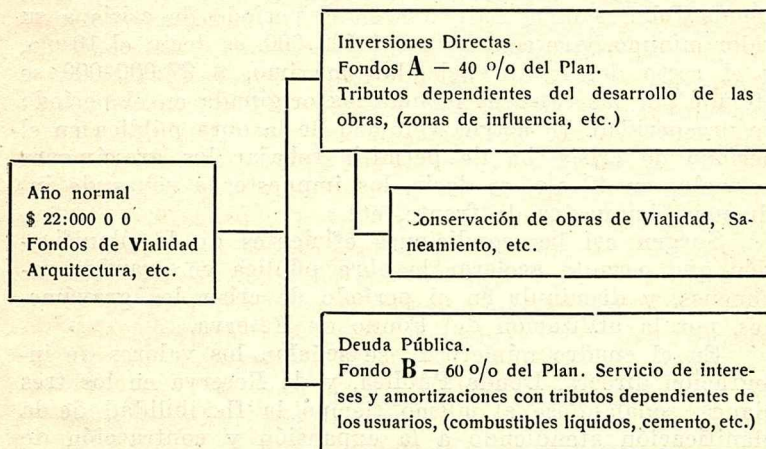 Año normal
$ 22:000 0 0
Fondos de Vialidad
Arquitectura, etc.
Inversiones Directas.
Fondos A — 40 o/o del Plan.
Tributos dependientes del desarrollo de las
obras, (zonas de influencia, etc.)
Conservación de obras de Vialidad, Sa-
neamiento, etc.
Deuda Pública.
Fondo B — 60 o/o del Plan. Servicio de intere-
ses y amortizaciones con tributos dependientes de
los usuarios, (combustibles líquidos, cemento, etc.)